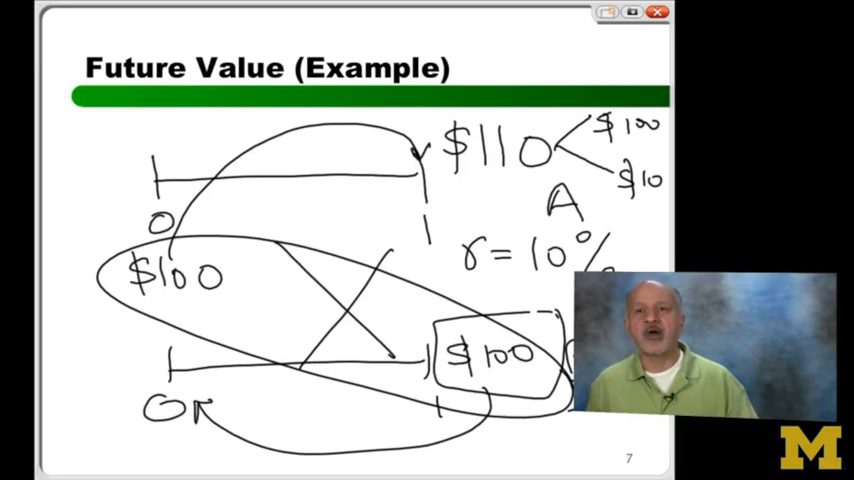 Future Value (Example)
$110
$100
$10
A
0
1
r = 10%
$100
$100
0
1
7
M